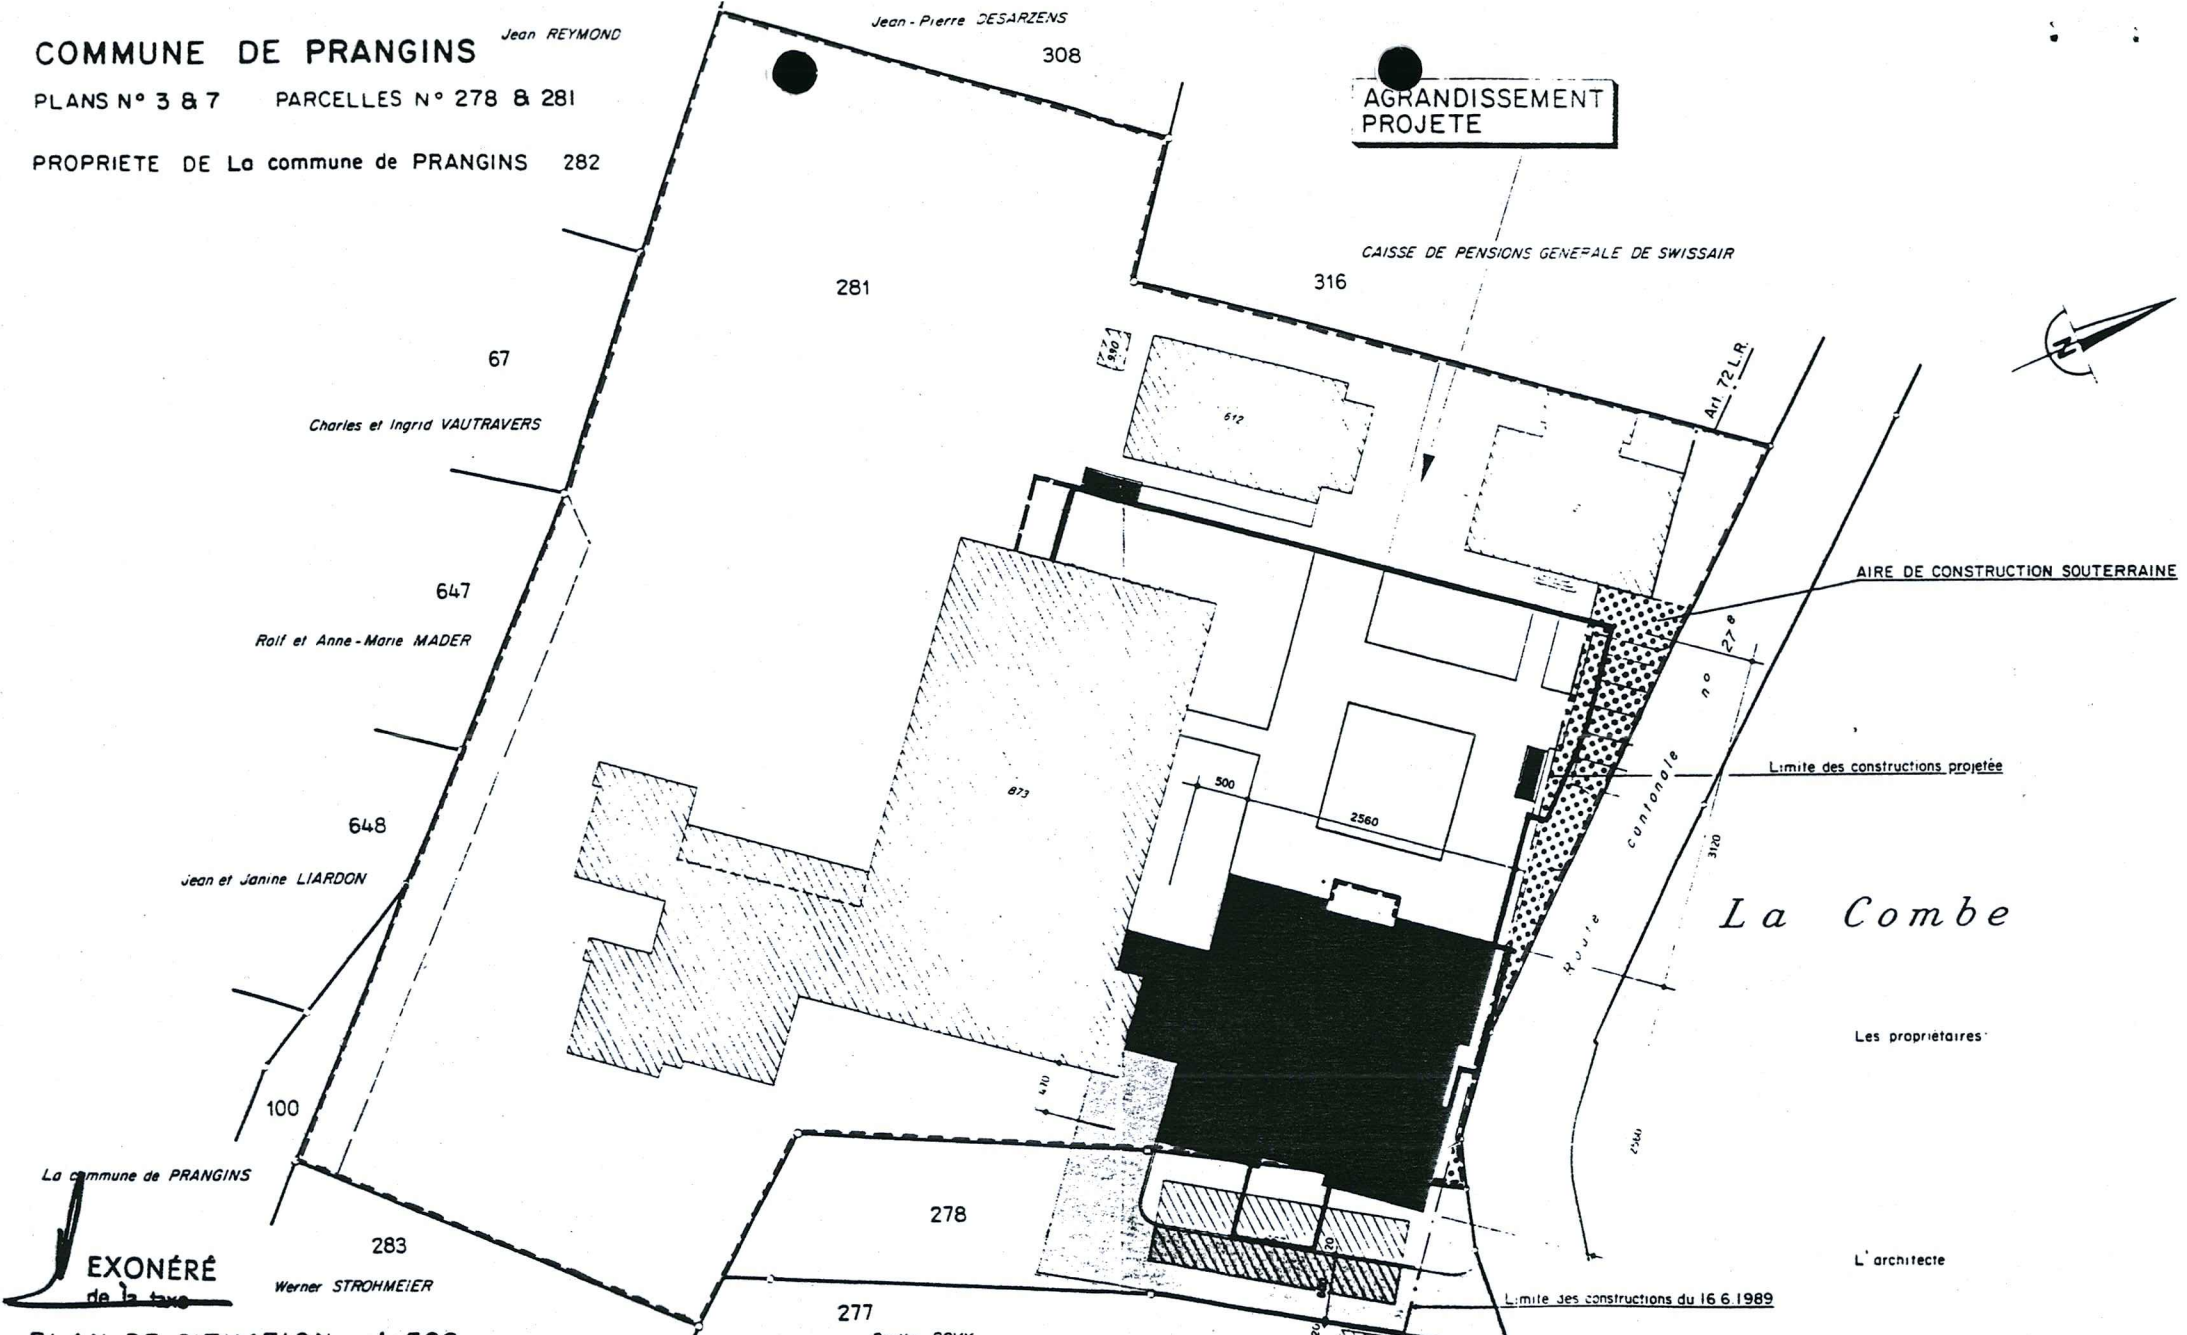 COMMUNE DE PRANGINS
Jean REYMOND
Jean-Pierre DESARZENS
308
PLANS N° 3 & 7 PARCELLES N° 278 & 281
AGRANDISSEMENT
PROJETE
PROPRIETE DE La commune de PRANGINS 282
CAISSE DE PENSIONS GENERALE DE SWISSAIR
316
281
N
Art. 72 L.R.
990
67
612
Charles et Ingrid VAUTRAVERS
AIRE DE CONSTRUCTION SOUTERRAINE
647
Rolf et Anne-Marie MADER
Route cantonale n° 278
Limite des constructions projetée
500
873
2560
648
3120
Jean et Janine LIARDON
La Combe
Les propriétaires
470
100
2560
La commune de PRANGINS
278
283
EXONÉRÉ
de la taxe
L'architecte
Werner STROHMEIER
Limite des constructions du 16.6.1989
277